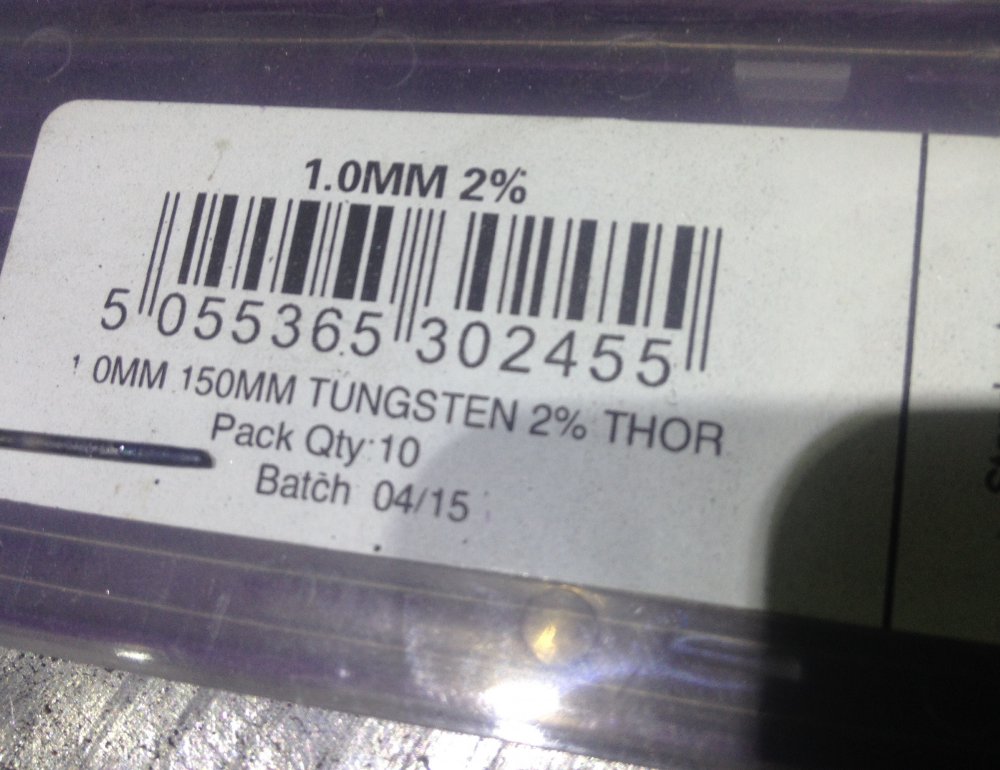 1.0MM 2%
5 055365 302455
1.0MM 150MM TUNGSTEN 2% THOR
Pack Qty:10
Batch 04/15